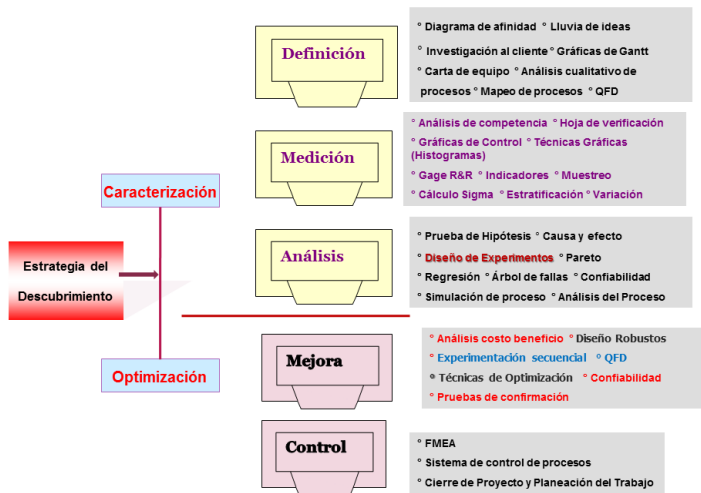 Definición
° Diagrama de afinidad ° Lluvia de ideas
° Investigación al cliente ° Gráficas de Gantt
° Carta de equipo ° Análisis cualitativo de
procesos ° Mapeo de procesos ° QFD
Medición
° Análisis de competencia ° Hoja de verificación
° Gráficas de Control ° Técnicas Gráficas
(Histogramas)
° Gage R&R ° Indicadores ° Muestreo
° Cálculo Sigma ° Estratificación ° Variación
Caracterización
Análisis
° Prueba de Hipótesis ° Causa y efecto
° Diseño de Experimentos ° Pareto
° Regresión ° Árbol de fallas ° Confiabilidad
° Simulación de proceso ° Análisis del Proceso
Estrategia del
Descubrimiento
Optimización
Mejora
° Análisis costo beneficio ° Diseño Robustos
° Experimentación secuencial ° QFD
° Técnicas de Optimización ° Confiabilidad
° Pruebas de confirmación
Control
° FMEA
° Sistema de control de procesos
° Cierre de Proyecto y Planeación del Trabajo